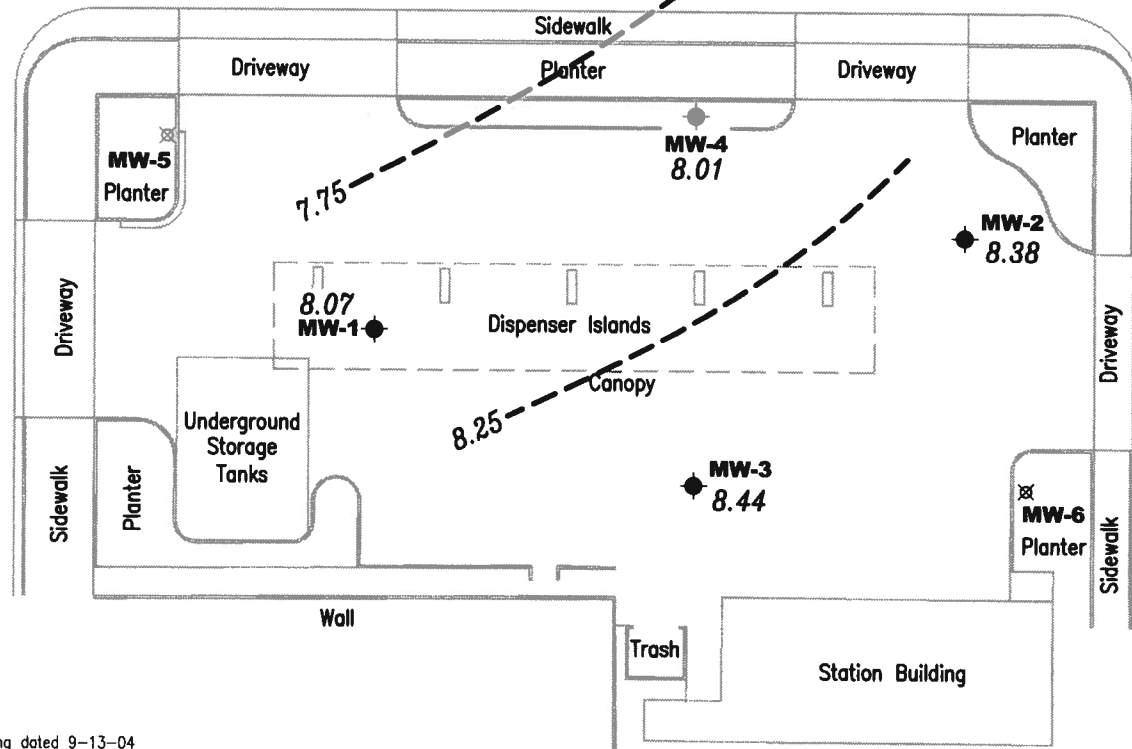 Sidewalk
Driveway
Planter
Driveway
MW-5
Planter
MW-4
8.01
Planter
7.75
MW-2
8.38
8.07
MW-1
Dispenser Islands
Canopy
Driveway
Driveway
8.25
Underground
Storage
Tanks
MW-3
8.44
Sidewalk
Planter
MW-6
Planter
Sidewalk
Wall
Trash
Station Building
dated 9-13-04